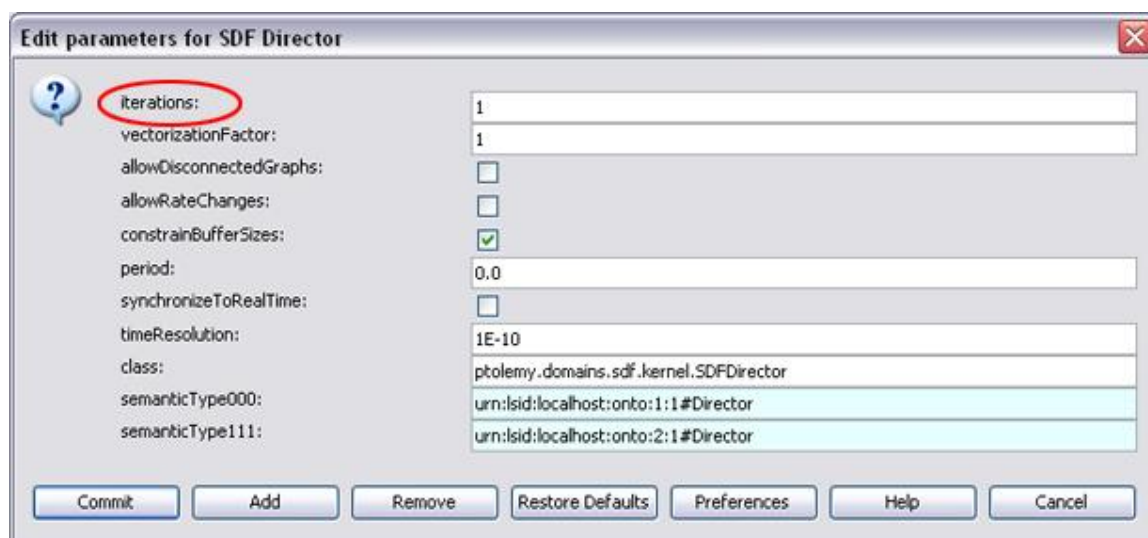 Edit parameters for SDF Director
iterations: 1
vectorizationFactor: 1
allowDisconnectedGraphs:
allowRateChanges:
constrainBufferSizes:
period: 0.0
synchronizeToRealTime:
timeResolution: 1E-10
class: ptolemy.domains.sdf.kernel.SDFDirector
semanticType000: urn:lsid:localhost:onto:1:1#Director
semanticType111: urn:lsid:localhost:onto:2:1#Director
Commit Add Remove Restore Defaults Preferences Help Cancel